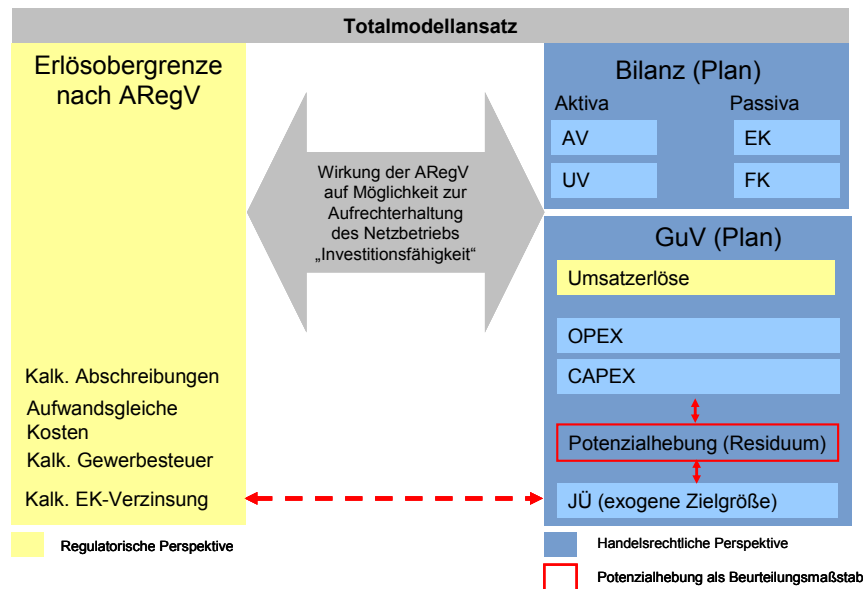 Totalmodellansatz
Erlösobergrenze
nach ARegV
Kalk. Abschreibungen
Aufwandsgleiche
Kosten
Kalk. Gewerbesteuer
Kalk. EK-Verzinsung
Wirkung der ARegV
auf Möglichkeit zur
Aufrechterhaltung
des Netzbetriebs
„Investitionsfähigkeit“
Bilanz (Plan)
Aktiva Passiva
AV EK
UV FK
GuV (Plan)
Umsatzerlöse
OPEX
CAPEX
Potenzialhebung (Residuum)
JÜ (exogene Zielgröße)
Regulatorische Perspektive
Handelsrechtliche Perspektive
Potenzialhebung als Beurteilungsmaßstab